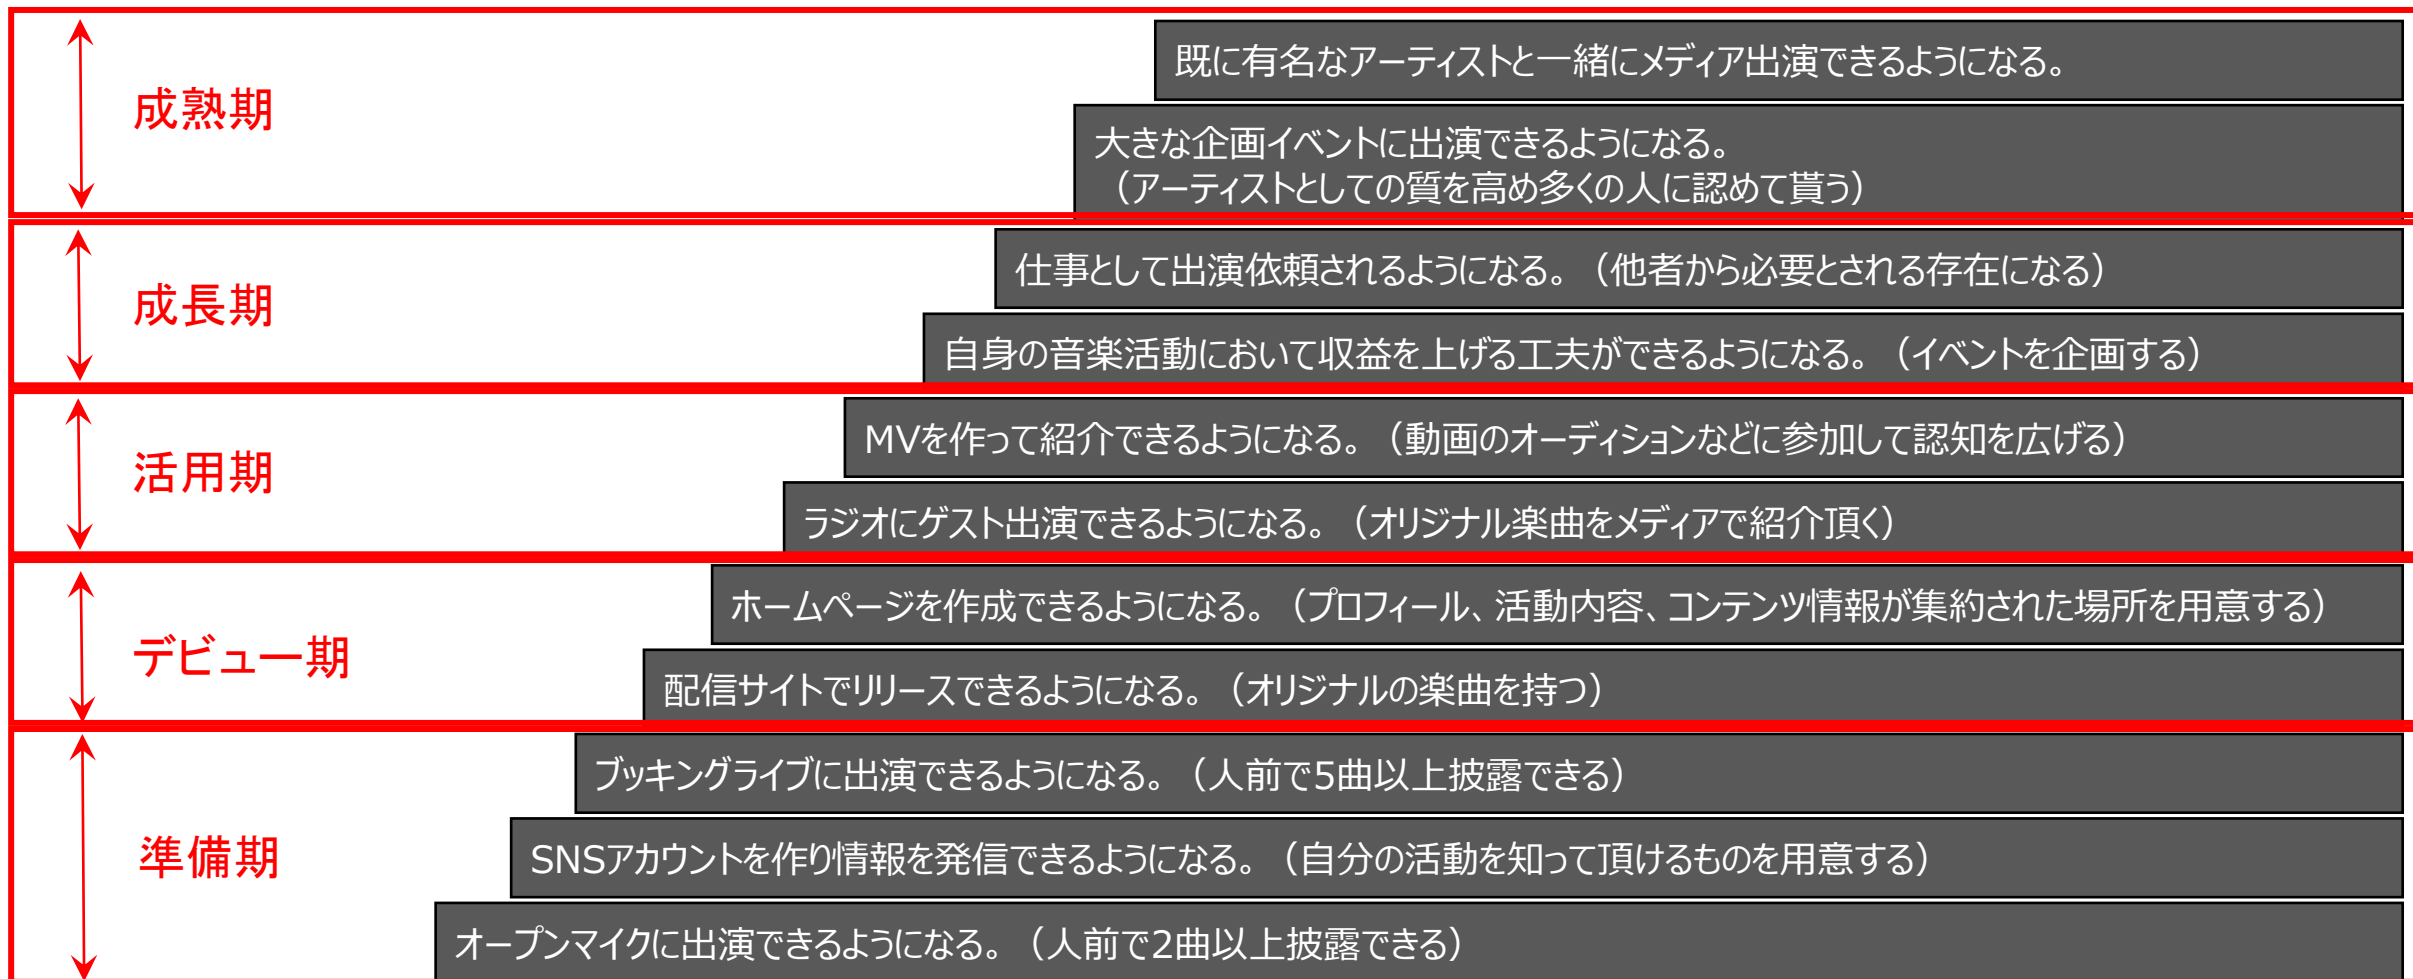 成熟期
既に有名なアーティストと一緒にメディア出演できるようになる。
大きな企画イベントに出演できるようになる。
（アーティストとしての質を高め多くの人に認めて貰う）
成長期
仕事として出演依頼されるようになる。（他者から必要とされる存在になる）
自身の音楽活動において収益を上げる工夫ができるようになる。（イベントを企画する）
活用期
MVを作って紹介できるようになる。（動画のオーディションなどに参加して認知を広げる）
ラジオにゲスト出演できるようになる。（オリジナル楽曲をメディアで紹介頂く）
デビュー期
ホームページを作成できるようになる。（プロフィール、活動内容、コンテンツ情報が集約された場所を用意する）
配信サイトでリリースできるようになる。（オリジナルの楽曲を持つ）
準備期
ブッキングライブに出演できるようになる。（人前で5曲以上披露できる）
SNSアカウントを作り情報を発信できるようになる。（自分の活動を知って頂けるものを用意する）
オープンマイクに出演できるようになる。（人前で2曲以上披露できる）